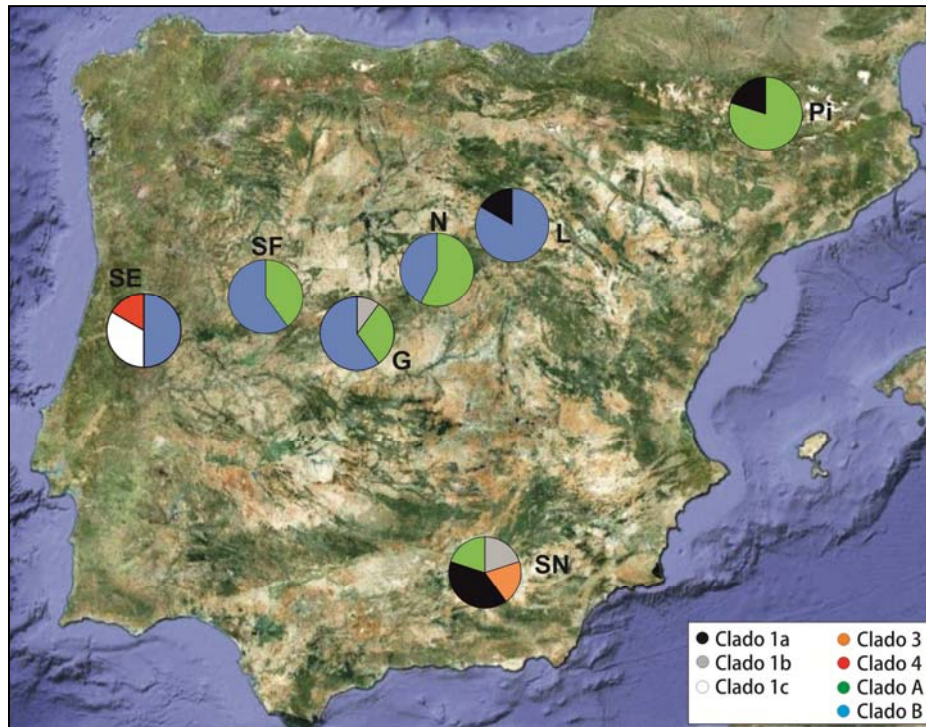 Pi
L
N
SF
SE
G
SN
Clado 1a
Clado 1b
Clado 1c
Clado 3
Clado 4
Clado A
Clado B